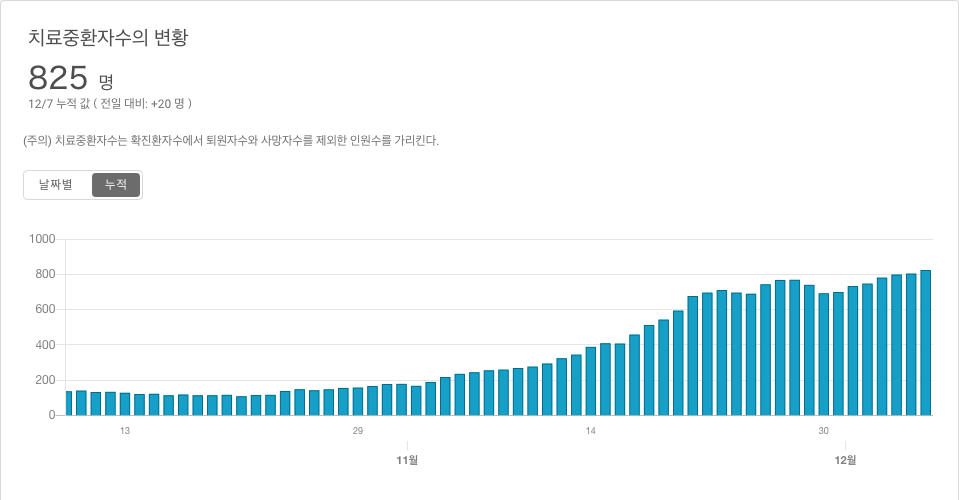 치료중환자수의 변황
825 명
12/7 누적 값 ( 전일 대비: +20 명 )
(주의) 치료중환자수는 확진환자수에서 퇴원자수와 사망자수를 제외한 인원수를 가리킨다.
날짜별 누적
1000
800
600
400
200
0
13 29 14 30
11월 12월